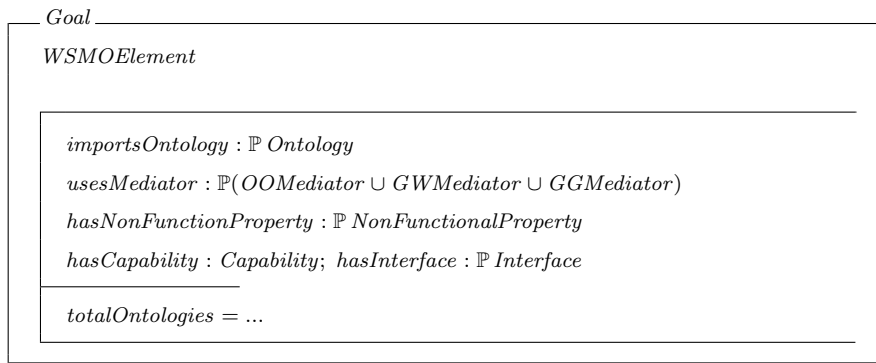 Goal
WSMOElement
importsOntology : ℙ Ontology
usesMediator : ℙ(OOMediator ∪ GWMediator ∪ GGMediator)
hasNonFunctionProperty : ℙ NonFunctionalProperty
hasCapability : Capability; hasInterface : ℙ Interface
totalOntologies = ...